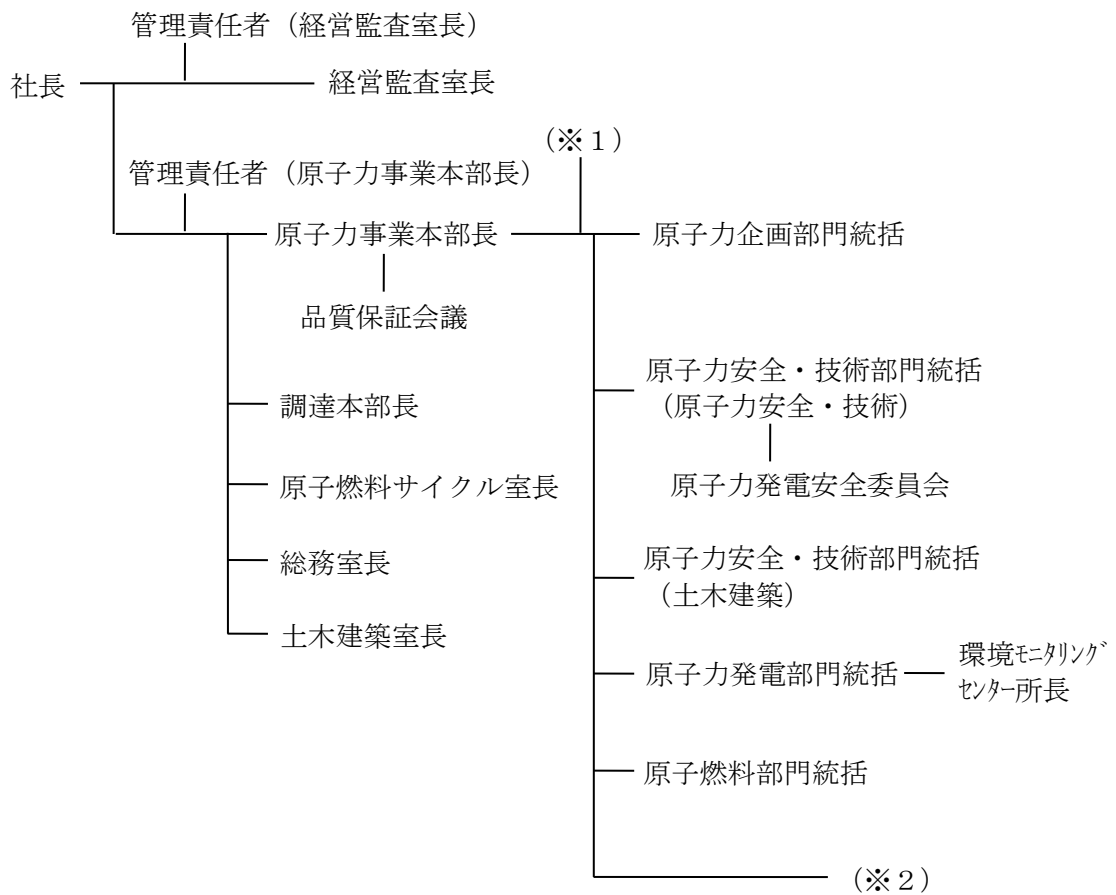 管理責任者（経営監査室長）
社長
経営監査室長
（※１）
管理責任者（原子力事業本部長）
原子力事業本部長
原子力企画部門統括
品質保証会議
原子力安全・技術部門統括
（原子力安全・技術）
調達本部長
原子力発電安全委員会
原子燃料サイクル室長
原子力安全・技術部門統括
（土木建築）
総務室長
土木建築室長
原子力発電部門統括
環境ﾓﾆﾀﾘﾝｸﾞ
ｾﾝﾀｰ所長
原子燃料部門統括
（※２）